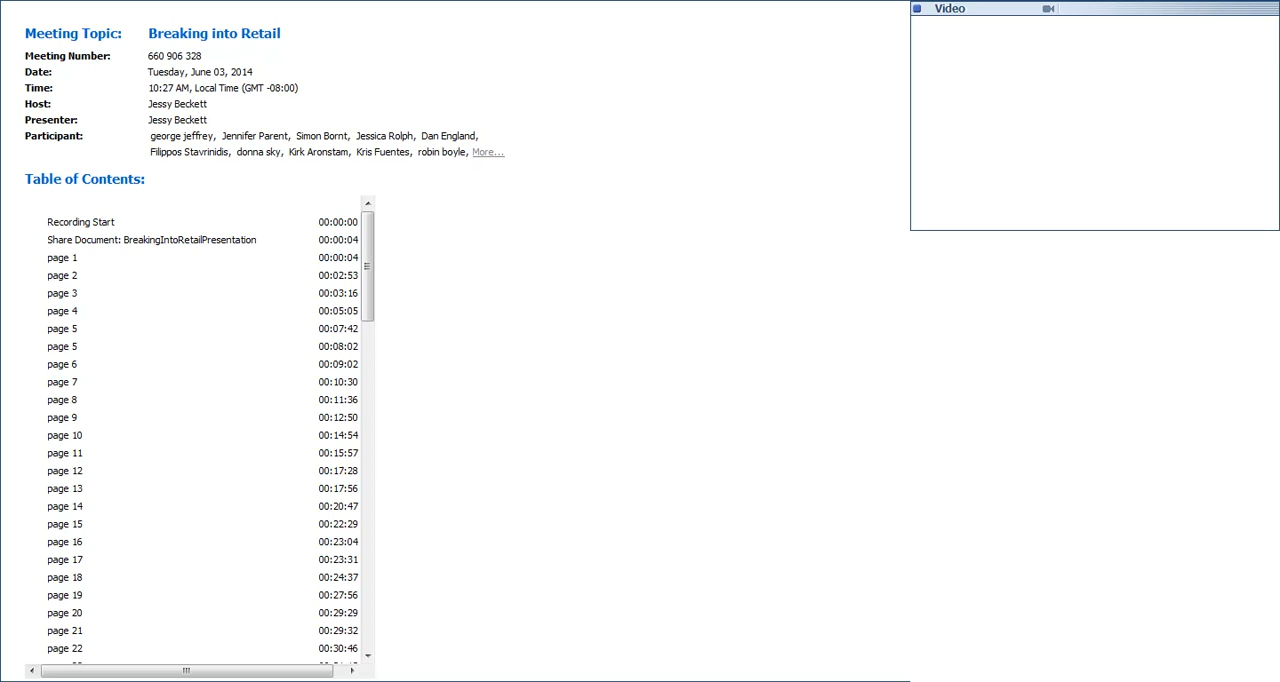 Video
Meeting Topic: Breaking into Retail
Meeting Number: 660 906 328
Date: Tuesday, June 03, 2014
Time: 10:27 AM, Local Time (GMT -08:00)
Host: Jessy Beckett
Presenter: Jessy Beckett
Participant: george jeffrey, Jennifer Parent, Simon Bornt, Jessica Rolph, Dan England,
Filippos Stavrinidis, donna sky, Kirk Aronstam, Kris Fuentes, robin boyle, More...
Table of Contents:
Recording Start 00:00:00
Share Document: BreakingIntoRetailPresentation 00:00:04
page 1 00:00:04
page 2 00:02:53
page 3 00:03:16
page 4 00:05:05
page 5 00:07:42
page 5 00:08:02
page 6 00:09:02
page 7 00:10:30
page 8 00:11:36
page 9 00:12:50
page 10 00:14:54
page 11 00:15:57
page 12 00:17:28
page 13 00:17:56
page 14 00:20:47
page 15 00:22:29
page 16 00:23:04
page 17 00:23:31
page 18 00:24:37
page 19 00:27:56
page 20 00:29:29
page 21 00:29:32
page 22 00:30:46